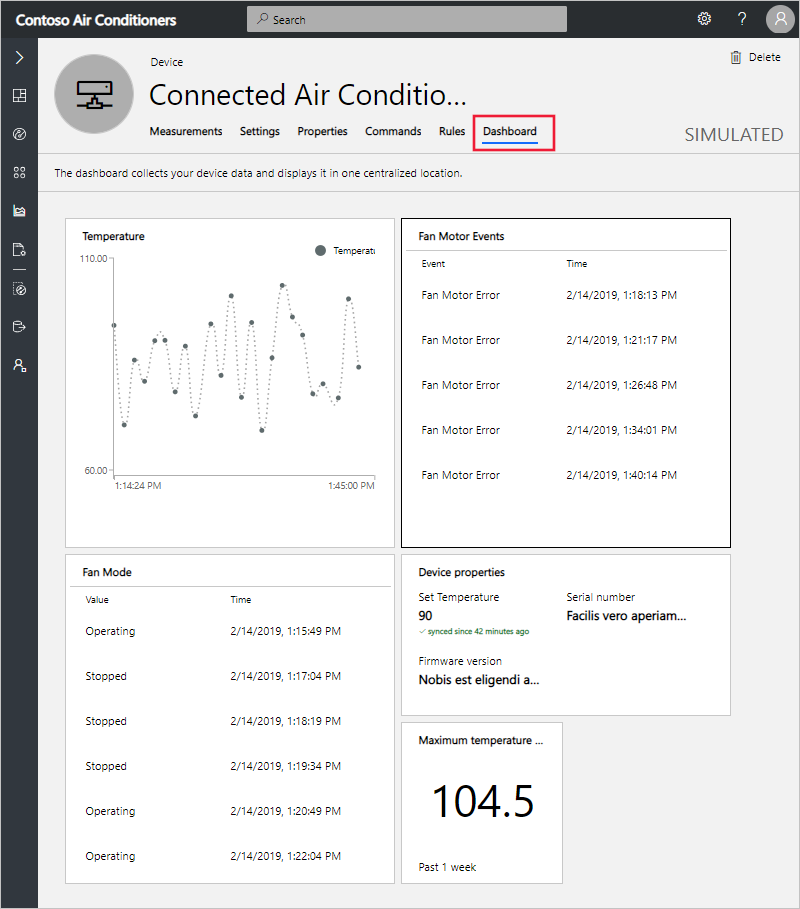 Contoso Air Conditioners
Search
?
Device
Delete
Connected Air Conditio...
Measurements Settings Properties Commands Rules Dashboard
SIMULATED
The dashboard collects your device data and displays it in one centralized location.
Temperature
Temperat
110.00
60.00
1:14:24 PM 1:45:00 PM
Fan Motor Events
Event Time
Fan Motor Error 2/14/2019, 1:18:13 PM
Fan Motor Error 2/14/2019, 1:21:17 PM
Fan Motor Error 2/14/2019, 1:26:48 PM
Fan Motor Error 2/14/2019, 1:34:01 PM
Fan Motor Error 2/14/2019, 1:40:14 PM
Fan Mode
Value Time
Operating 2/14/2019, 1:15:49 PM
Stopped 2/14/2019, 1:17:04 PM
Stopped 2/14/2019, 1:18:19 PM
Stopped 2/14/2019, 1:19:34 PM
Operating 2/14/2019, 1:20:49 PM
Operating 2/14/2019, 1:22:04 PM
Device properties
Set Temperature Serial number
90 Facilis vero aperiam...
✓ synced since 42 minutes ago
Firmware version
Nobis est eligendi a...
Maximum temperature ...
104.5
Past 1 week